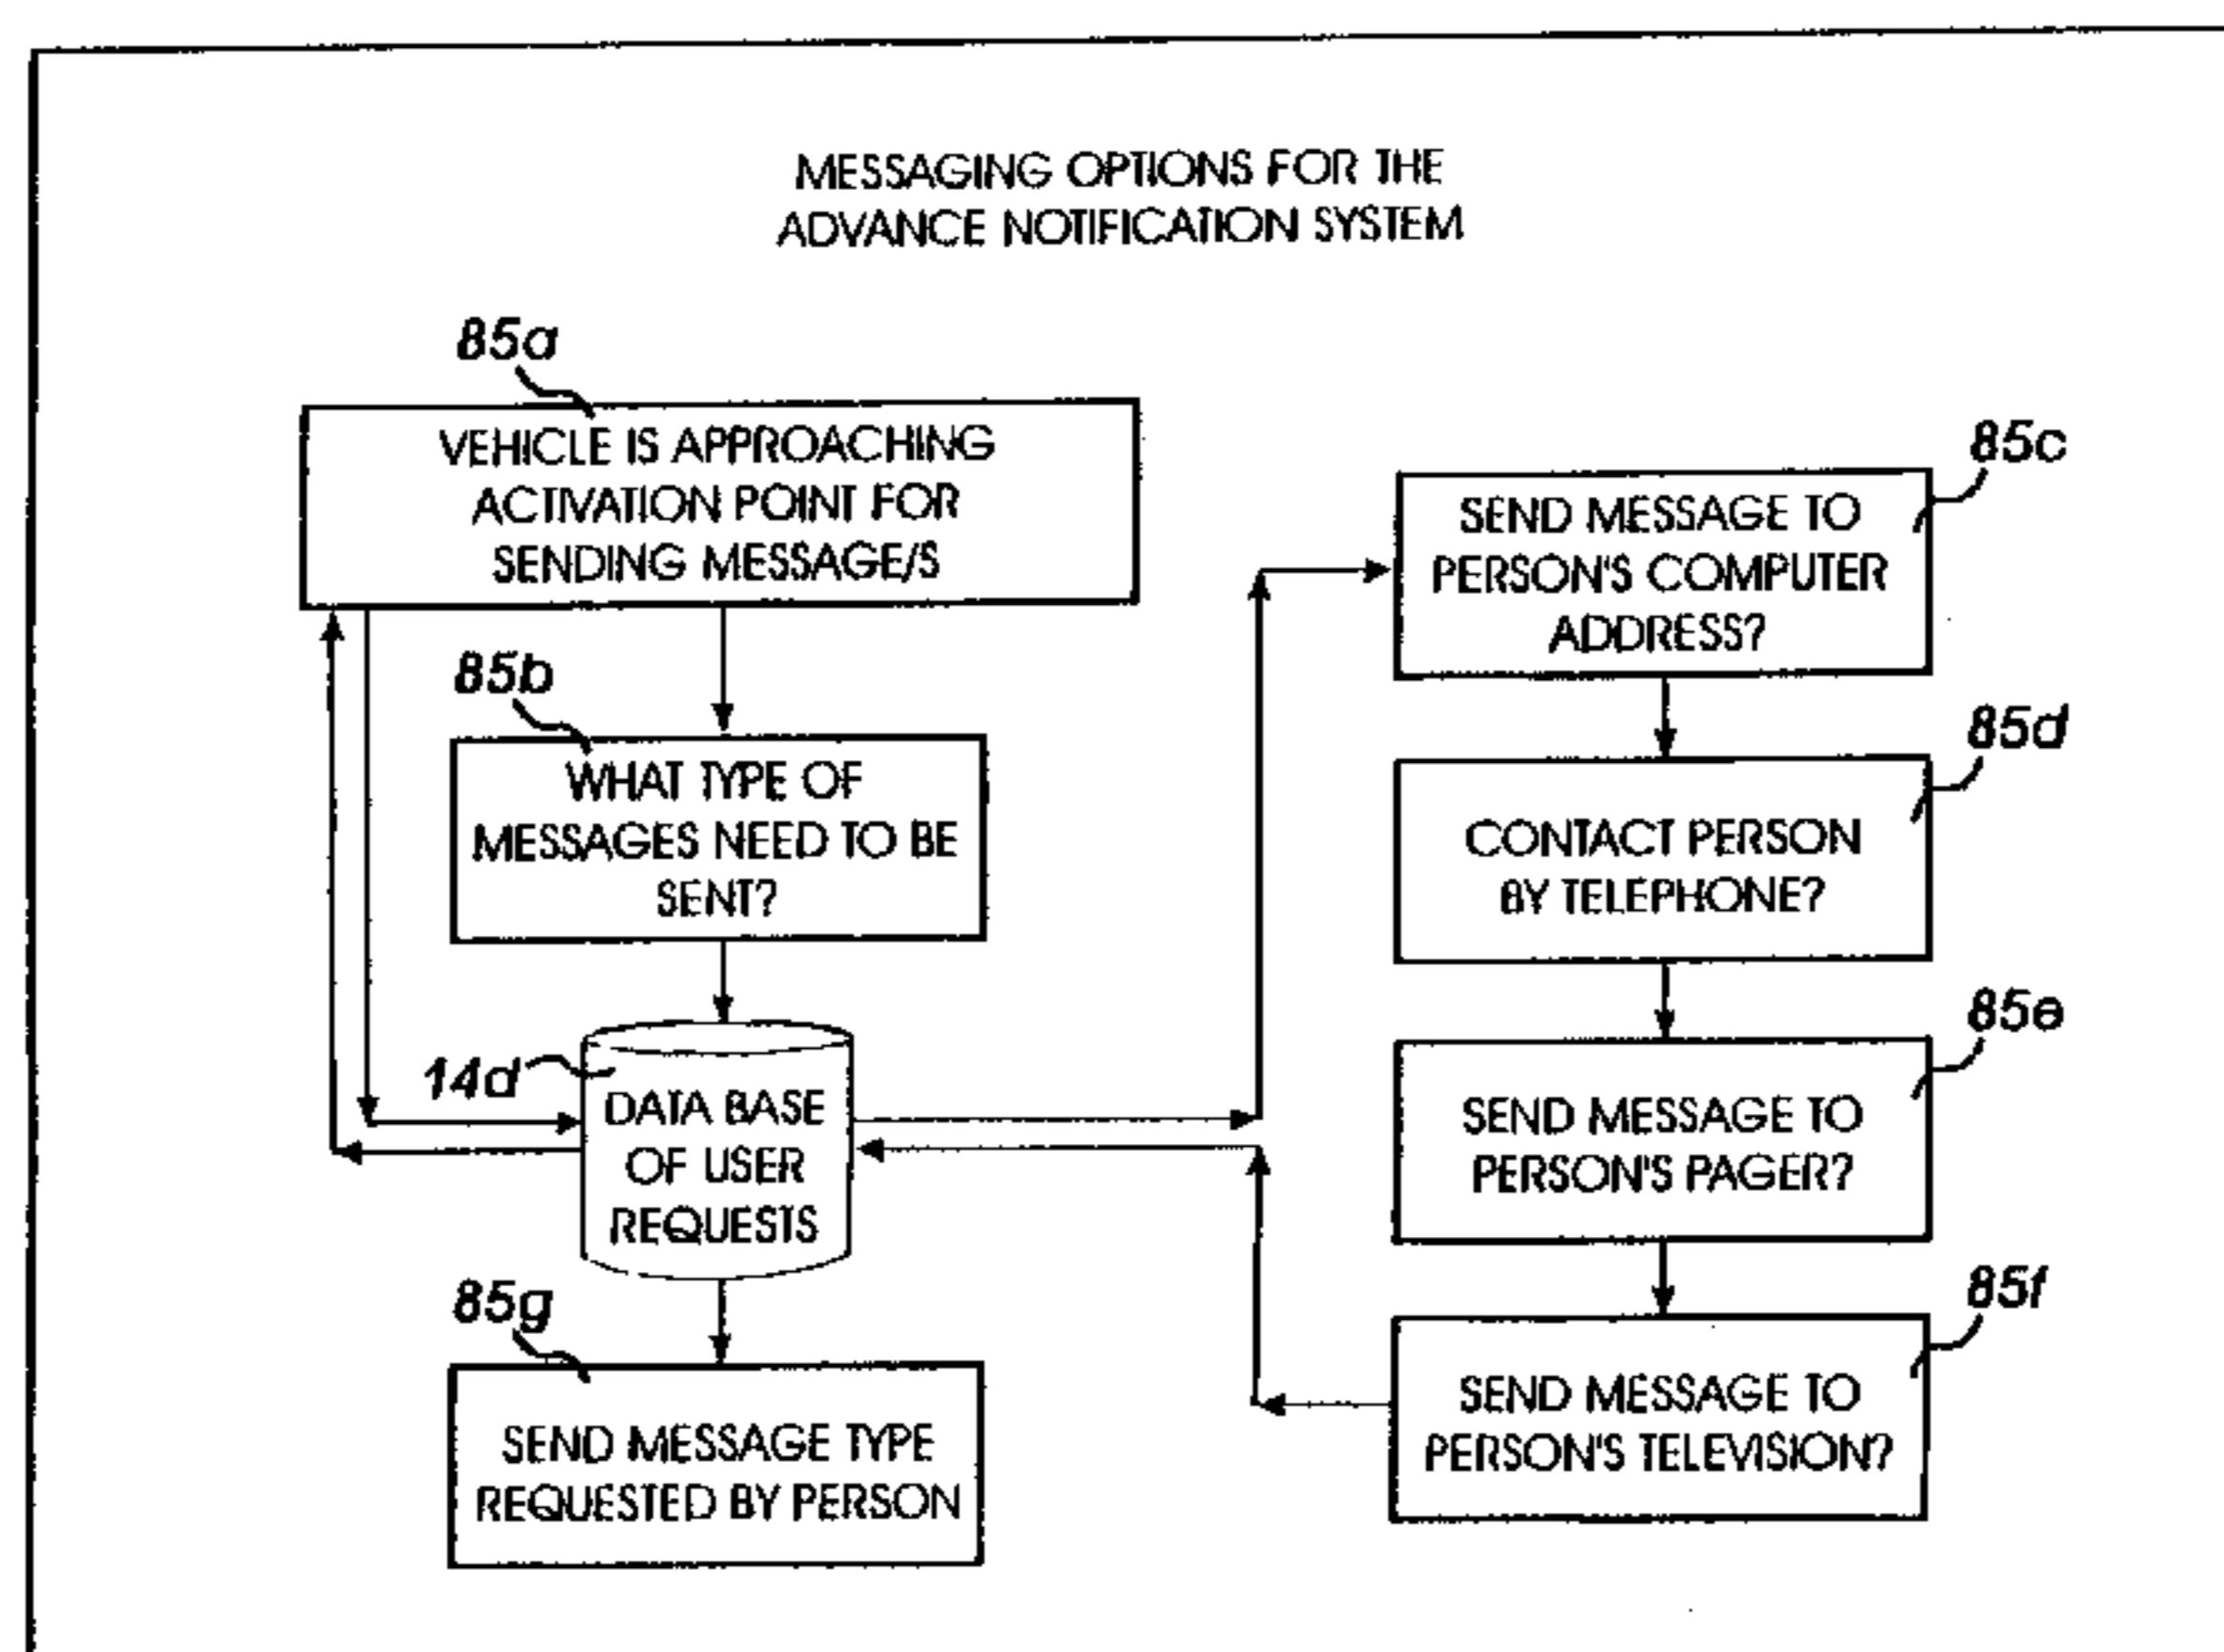 MESSAGING OPTIONS FOR THE
ADVANCE NOTIFICATION SYSTEM
85a
VEHICLE IS APPROACHING
ACTIVATION POINT FOR
SENDING MESSAGE/S
85b
WHAT TYPE OF
MESSAGES NEED TO BE
SENT?
14d
DATA BASE
OF USER
REQUESTS
85g
SEND MESSAGE TYPE
REQUESTED BY PERSON
85c
SEND MESSAGE TO
PERSON'S COMPUTER
ADDRESS?
85d
CONTACT PERSON
BY TELEPHONE?
85e
SEND MESSAGE TO
PERSON'S PAGER?
85f
SEND MESSAGE TO
PERSON'S TELEVISION?